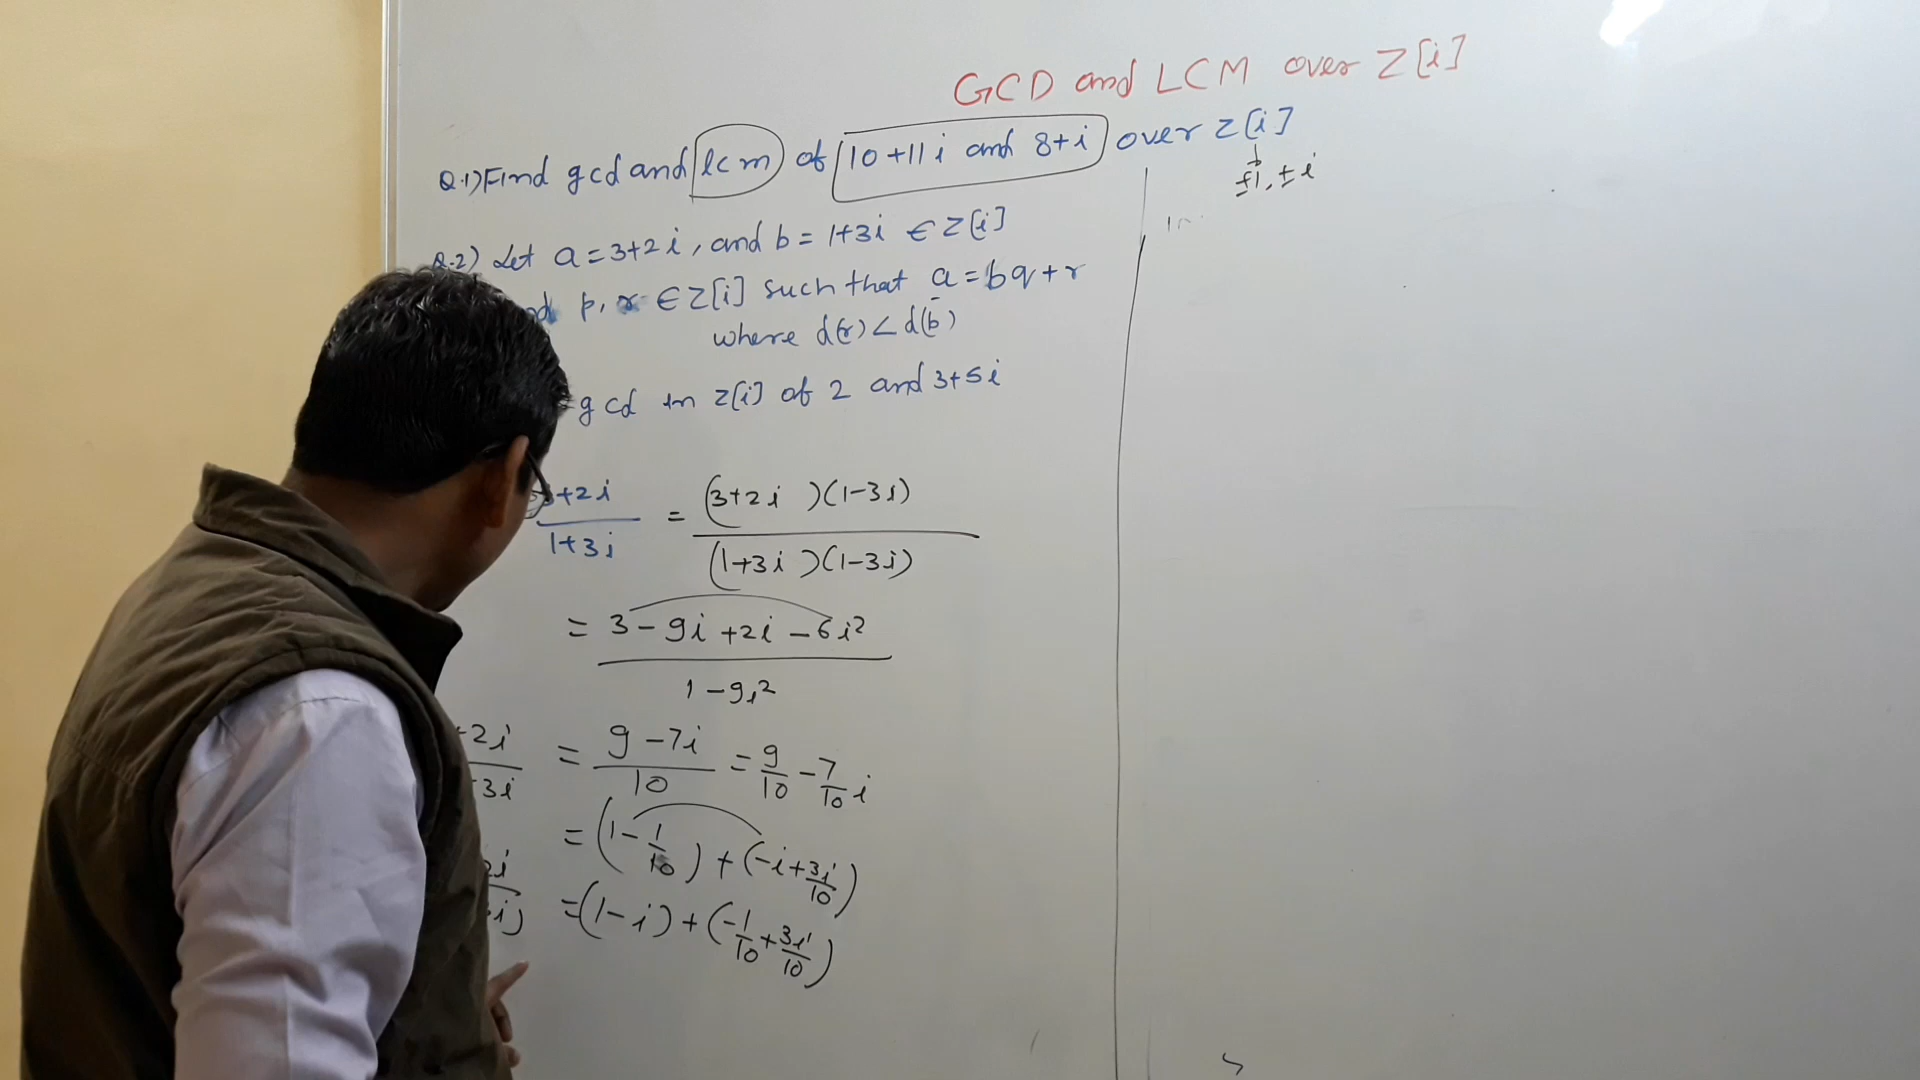 GCD and LCM over Z[i]
Q.1) Find gcd and lcm of 10+11i and 8+i over Z[i]
±1, ±i
Q.2) Let a = 3+2i, and b = 1+3i ∈ Z[i]
p, r ∈ Z[i] such that a = bq + r
where d(r) < d(b)
gcd in Z[i] of 2 and 3+5i
3+2i / 1+3i = (3+2i)(1-3i) / (1+3i)(1-3i)
= 3-9i+2i-6i² / 1-9i²
2i / 3i = 9-7i / 10 = 9/10 - 7/10 i
= (1 - 1/10) + (-i + 3i/10)
= (1-i) + (-1/10 + 3i/10)